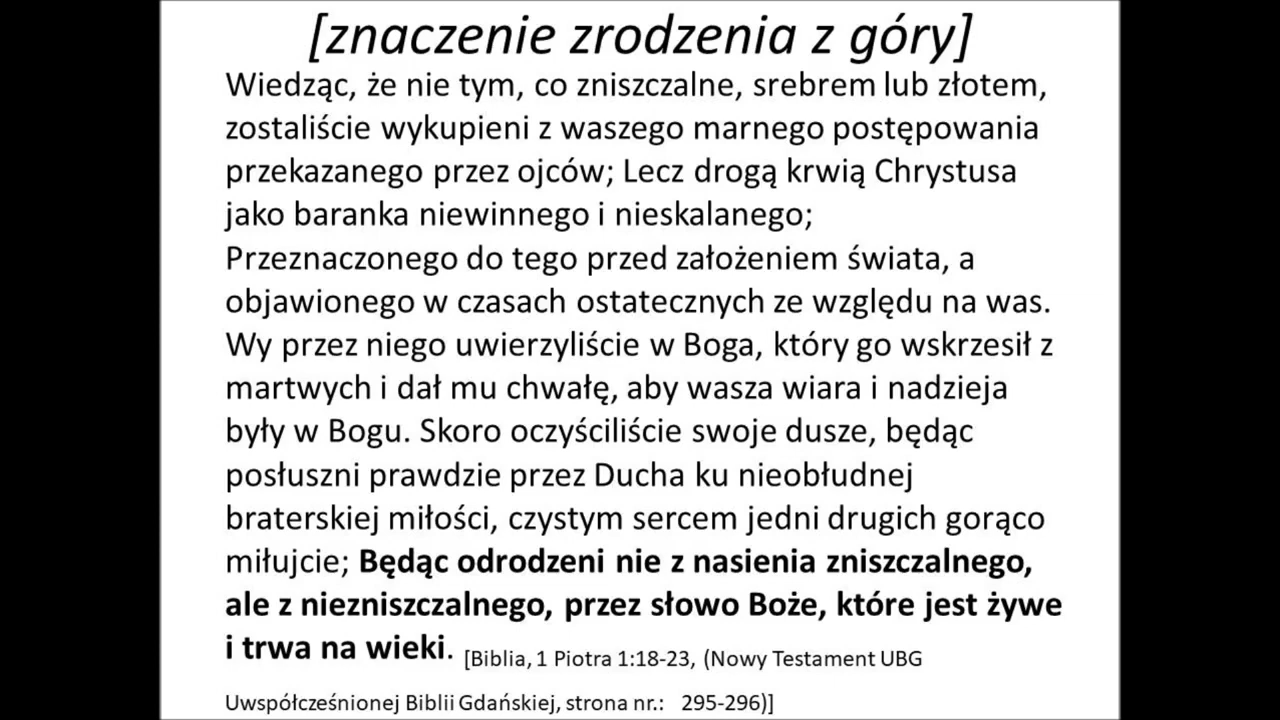 [znaczenie zrodzenia z góry]
Wiedząc, że nie tym, co zniszczalne, srebrem lub złotem,
zostaliście wykupieni z waszego marnego postępowania
przekazanego przez ojców; Lecz drogą krwią Chrystusa
jako baranka niewinnego i nieskalanego;
Przeznaczonego do tego przed założeniem świata, a
objawionego w czasach ostatecznych ze względu na was.
Wy przez niego uwierzyliście w Boga, który go wskrzesił z
martwych i dał mu chwałę, aby wasza wiara i nadzieja
były w Bogu. Skoro oczyściliście swoje dusze, będąc
posłuszni prawdzie przez Ducha ku nieobłudnej
braterskiej miłości, czystym sercem jedni drugich gorąco
miłujcie; Będąc odrodzeni nie z nasienia zniszczalnego,
ale z niezniszczalnego, przez słowo Boże, które jest żywe
i trwa na wieki. [Biblia, 1 Piotra 1:18-23, (Nowy Testament UBG
Uwspółcześnionej Biblii Gdańskiej, strona nr.: 295-296)]